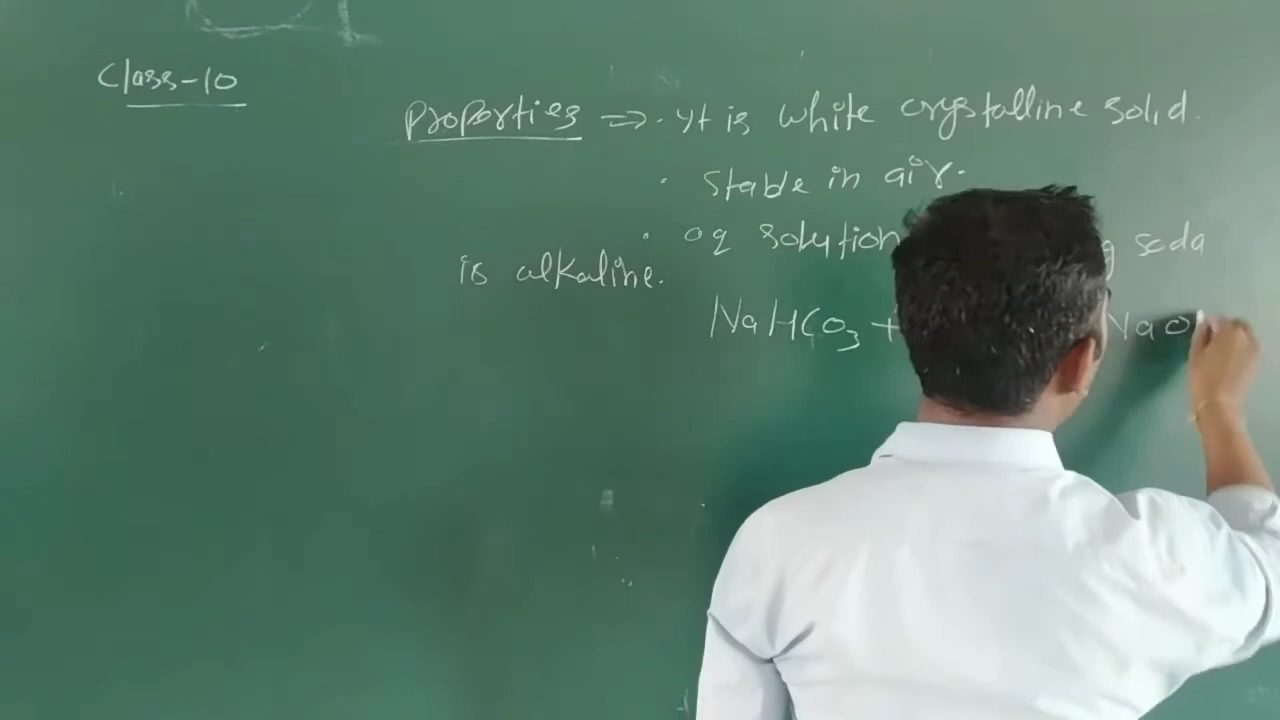 Class-10
Properties ⇒ · It is white crystalline solid.
· Stable in air.
· aq solution g soda
is alkaline.
NaHCO3 + NaO